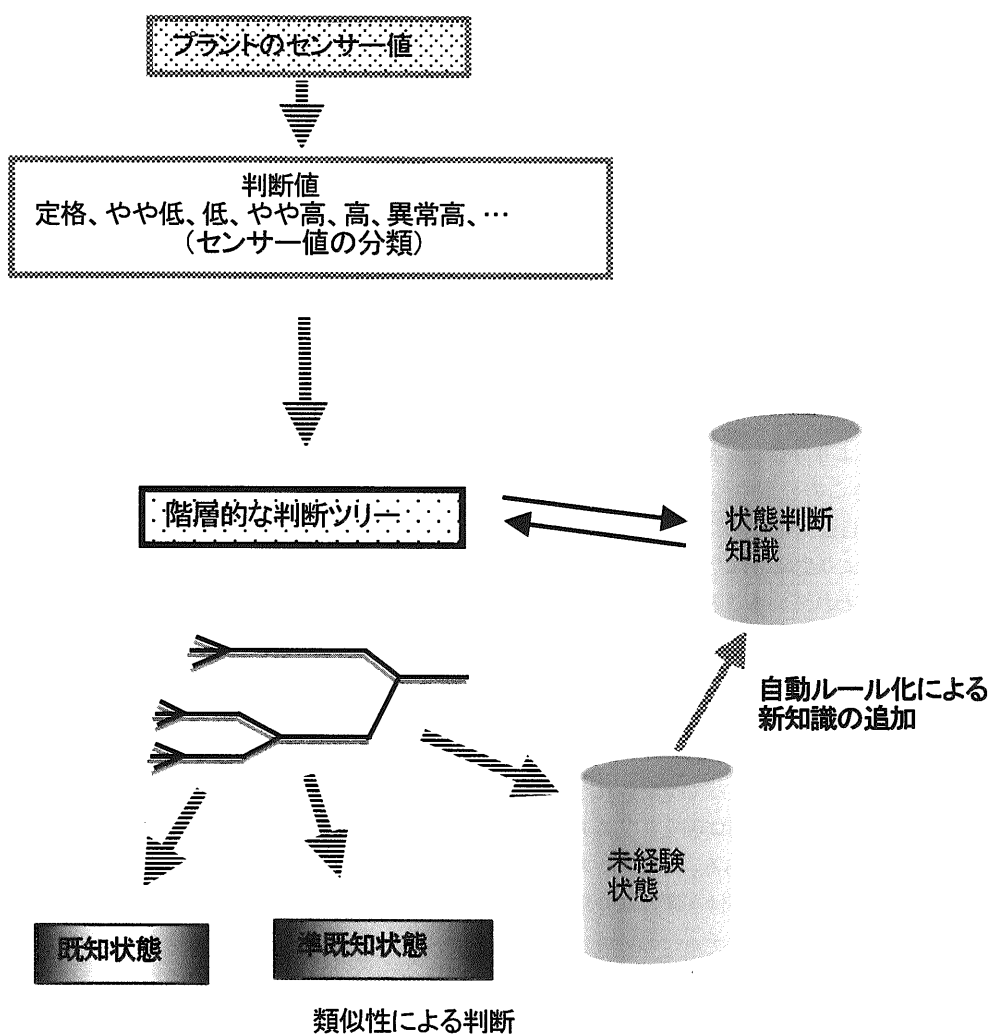 プラントのセンサー値
判断値
定格、やや低、低、やや高、高、異常高、…
（センサー値の分類）
階層的な判断ツリー
状態判断
知識
自動ルール化による
新知識の追加
未経験
状態
既知状態
準既知状態
類似性による判断